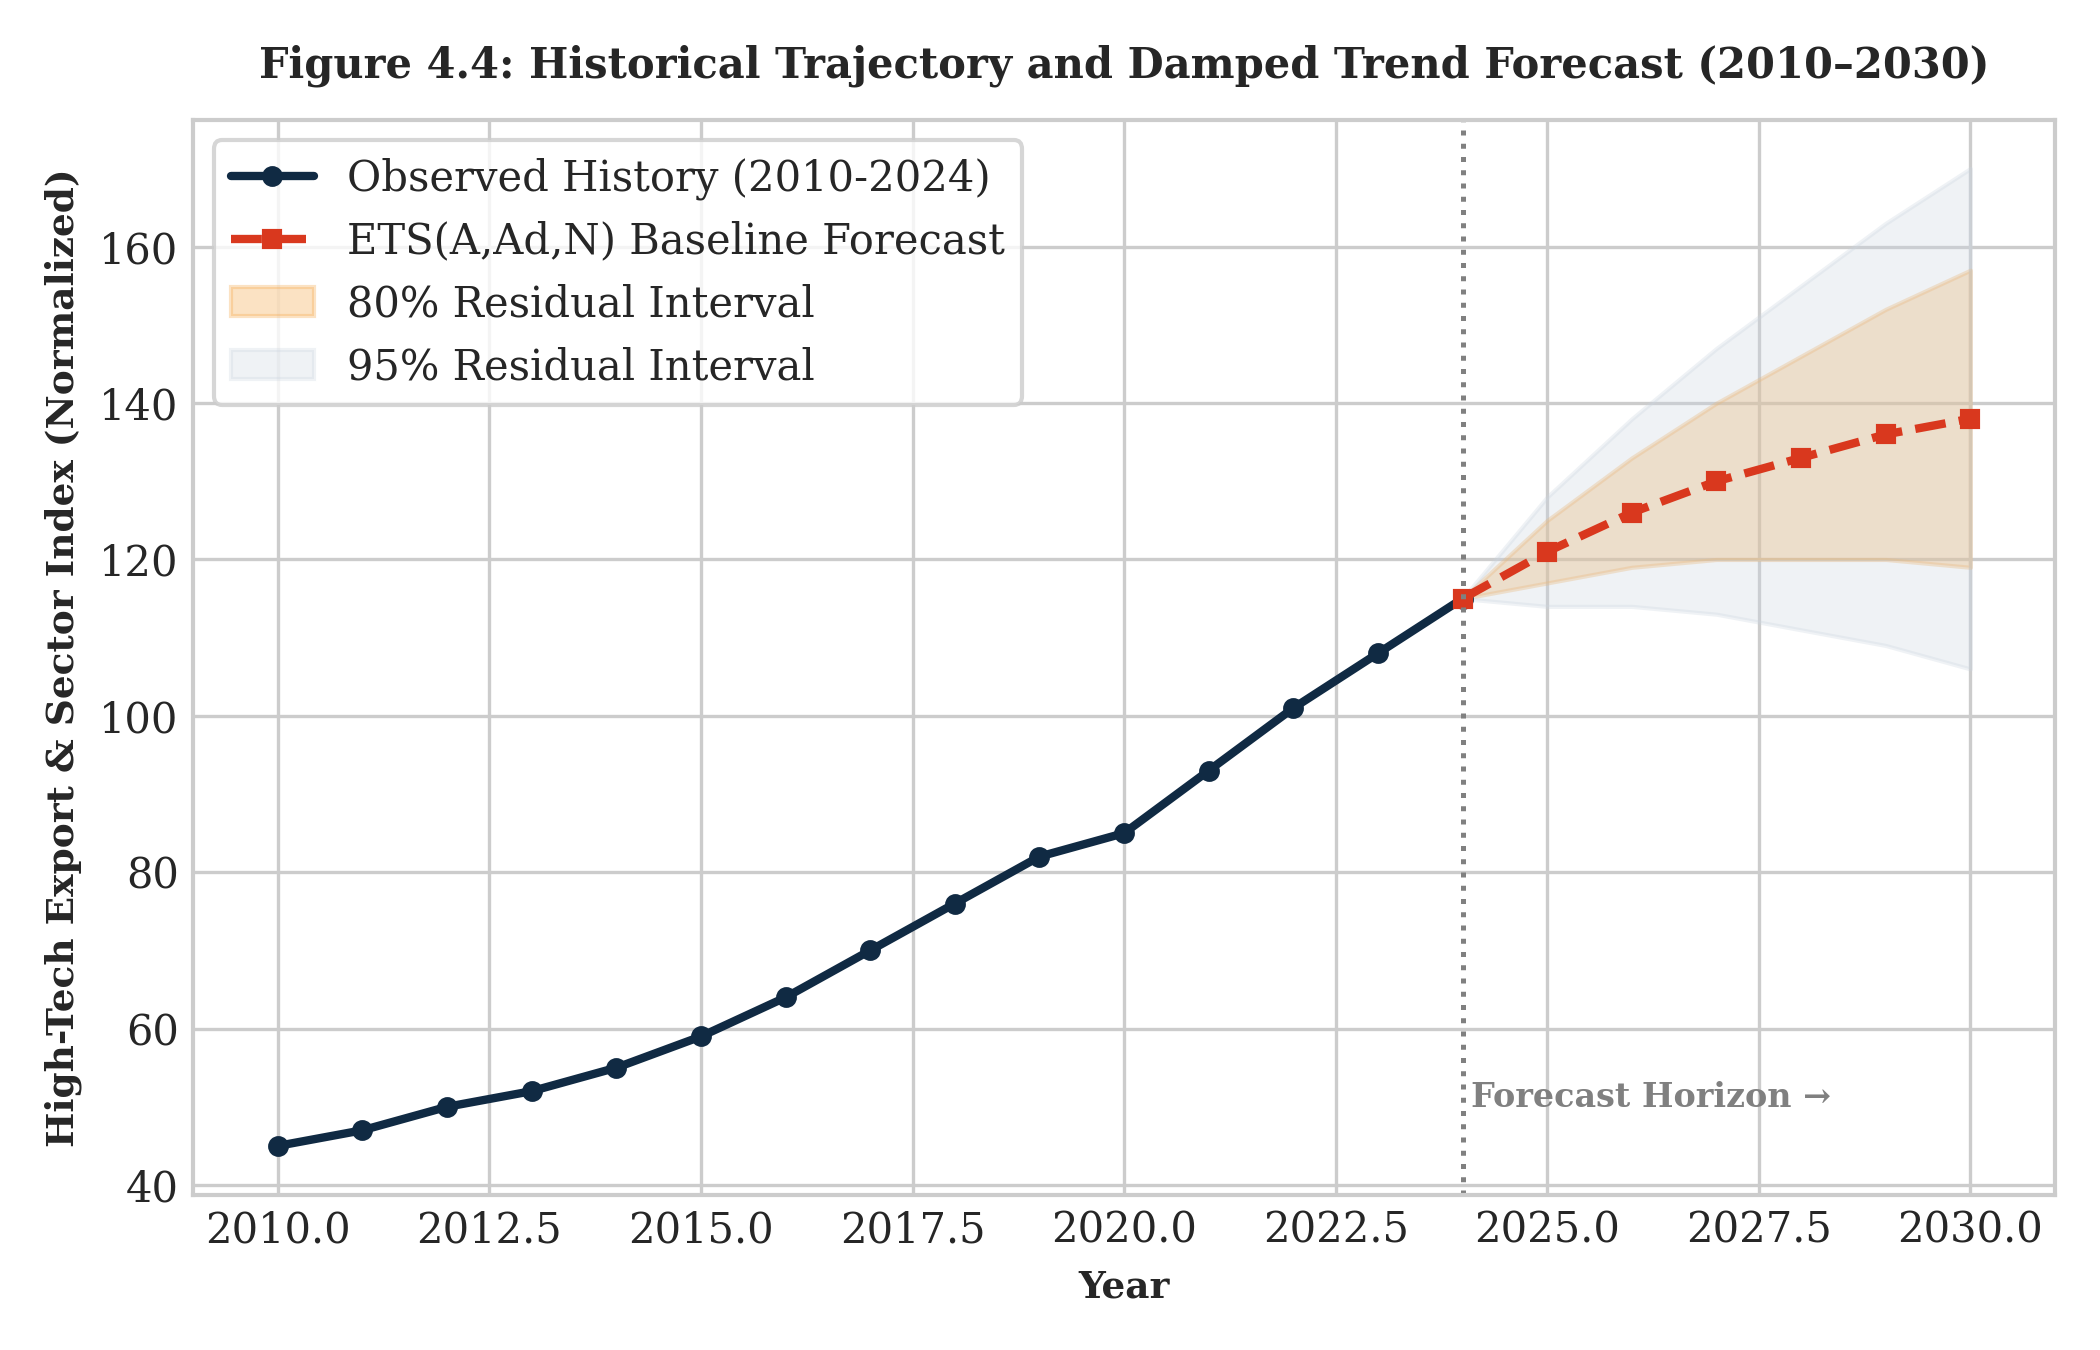 Figure 4.4: Historical Trajectory and Damped Trend Forecast (2010–2030)
High-Tech Export & Sector Index (Normalized)
Observed History (2010-2024)
ETS(A,Ad,N) Baseline Forecast
80% Residual Interval
95% Residual Interval
160
140
120
100
80
60
40
Forecast Horizon →
2010.0 2012.5 2015.0 2017.5 2020.0 2022.5 2025.0 2027.5 2030.0
Year